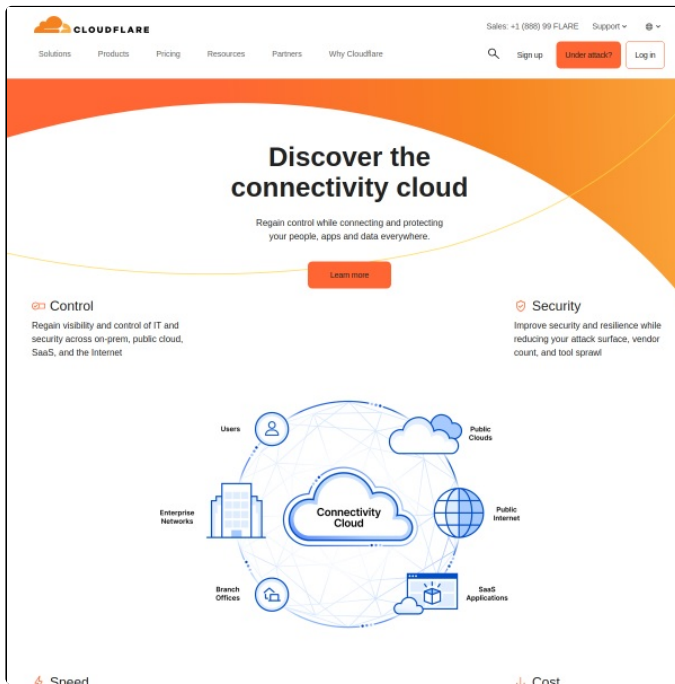 CLOUDFLARE
Sales: +1 (888) 99 FLARE Support
Solutions Products Pricing Resources Partners Why Cloudflare
Sign up Under attack? Log in
Discover the
connectivity cloud
Regain control while connecting and protecting
your people, apps and data everywhere.
Learn more
Control
Regain visibility and control of IT and
security across on-prem, public cloud,
SaaS, and the Internet
Security
Improve security and resilience while
reducing your attack surface, vendor
count, and tool sprawl
Users
Public
Clouds
Enterprise
Networks
Connectivity
Cloud
Public
Internet
Branch
Offices
SaaS
Applications
Speed
Cost